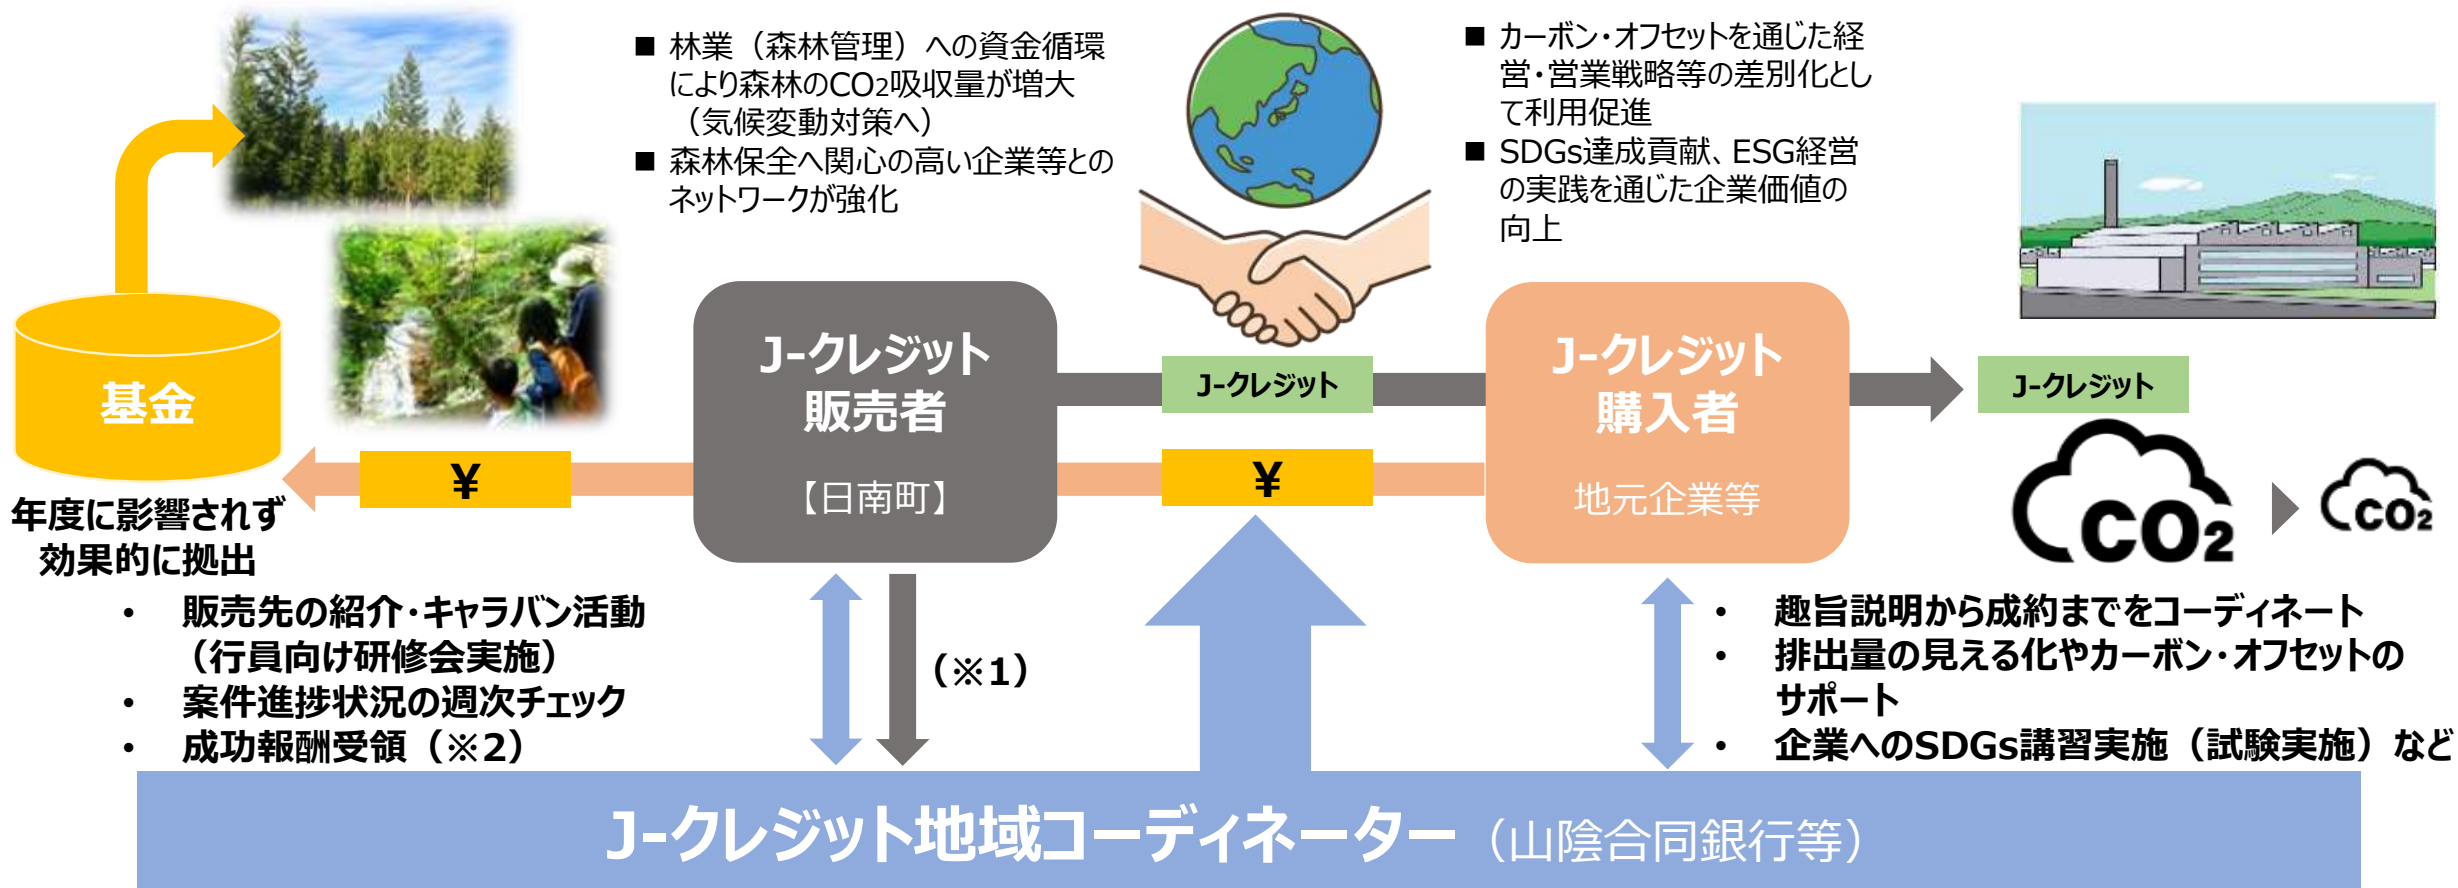 ■ 林業（森林管理）への資金循環
により森林のCO2吸収量が増大
（気候変動対策へ）
■ 森林保全へ関心の高い企業等との
ネットワークが強化
■ カーボン・オフセットを通じた経
営・営業戦略等の差別化とし
て利用促進
■ SDGs達成貢献、ESG経営
の実践を通じた企業価値の
向上
基金
年度に影響されず
効果的に拠出
¥
J-クレジット
販売者
【日南町】
J-クレジット
¥
J-クレジット
購入者
地元企業等
J-クレジット
CO2
CO2
• 販売先の紹介・キャラバン活動
（行員向け研修会実施）
• 案件進捗状況の週次チェック
• 成功報酬受領（※2）
（※1）
• 趣旨説明から成約までをコーディネート
• 排出量の見える化やカーボン・オフセットの
サポート
• 企業へのSDGs講習実施（試験実施）など
J-クレジット地域コーディネーター（山陰合同銀行等）